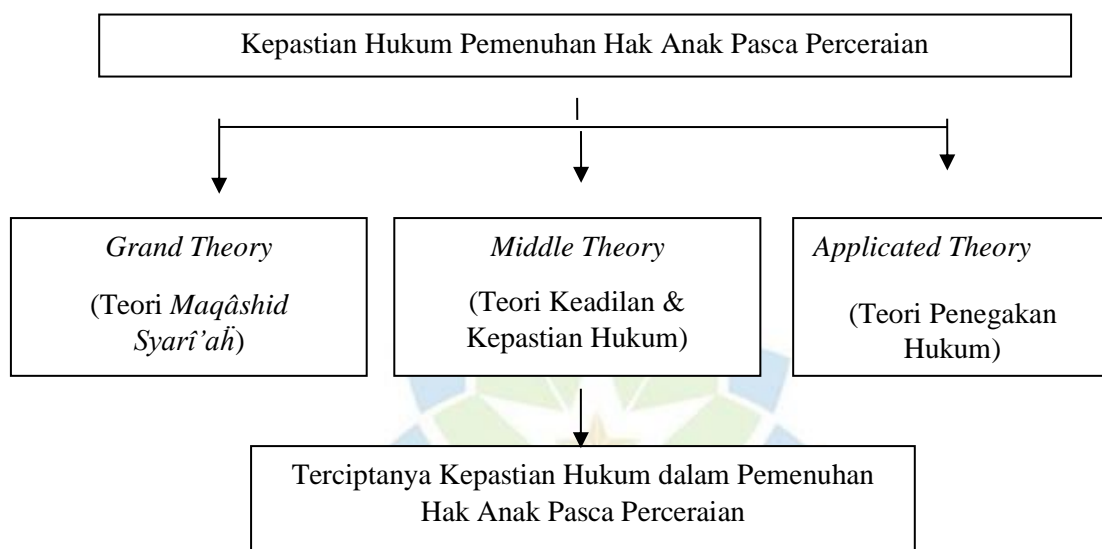 Kepastian Hukum Pemenuhan Hak Anak Pasca Perceraian
Grand Theory
(Teori Maqâshid
Syarî’aḧ)
Middle Theory
(Teori Keadilan &
Kepastian Hukum)
Applicated Theory
(Teori Penegakan
Hukum)
Terciptanya Kepastian Hukum dalam Pemenuhan
Hak Anak Pasca Perceraian